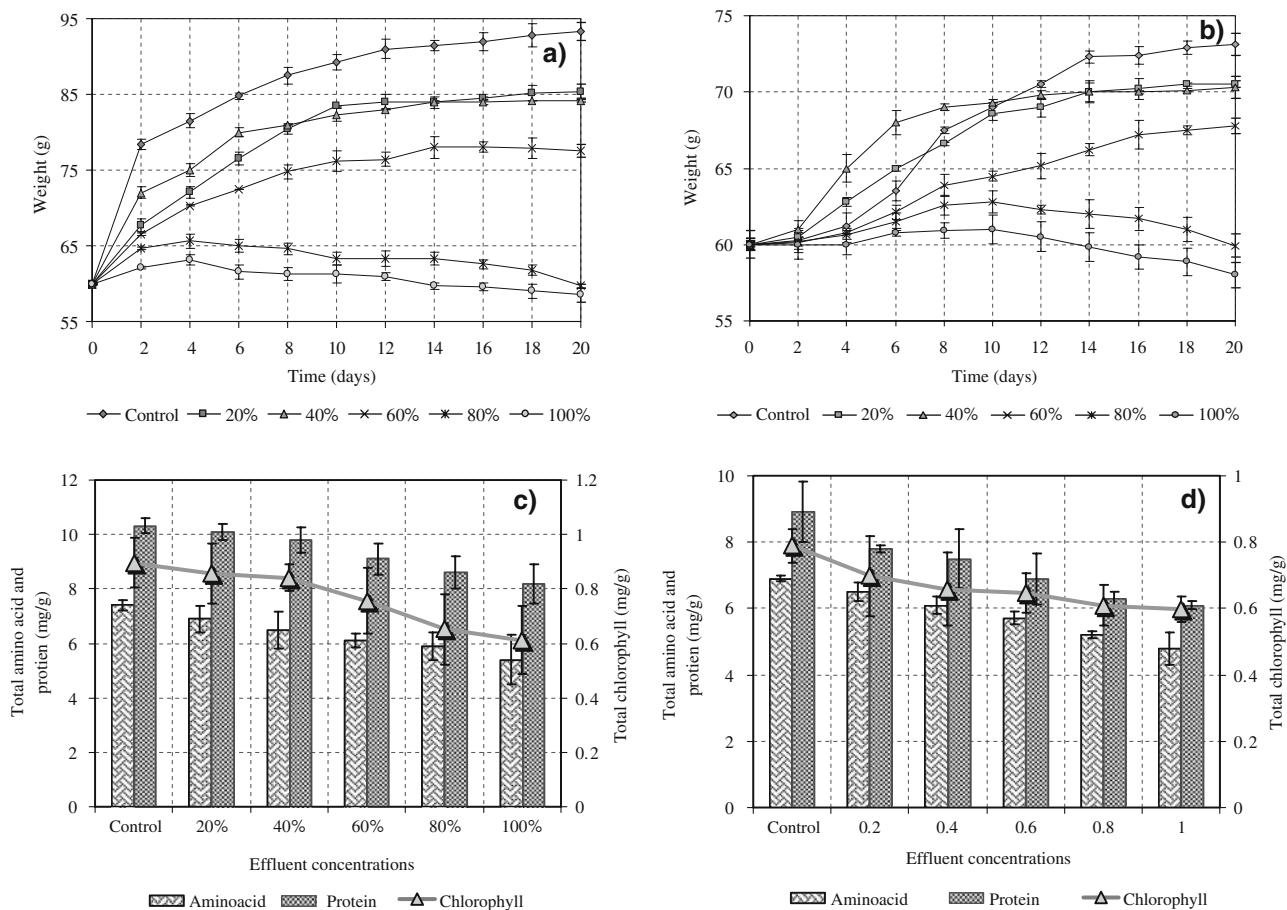 a)
Weight (g)
95
85
75
65
55
0 2 4 6 8 10 12 14 16 18 20
Time (days)
Control 20% 40% 60% 80% 100%
b)
Weight (g)
75
70
65
60
55
0 2 4 6 8 10 12 14 16 18 20
Time (days)
Control 20% 40% 60% 80% 100%
c)
Total amino acid and
protien (mg/g)
12
10
8
6
4
2
0
1.2
1
0.8
0.6
0.4
0.2
0
Total chlorophyll (mg/g)
Control 20% 40% 60% 80% 100%
Effluent concentrations
Aminoacid Protein Chlorophyll
d)
Total amino acid and
protien (mg/g)
10
8
6
4
2
0
1
0.8
0.6
0.4
0.2
0
Total chlorophyll (mg/g)
Control 0.2 0.4 0.6 0.8 1
Effluent concentrations
Aminoacid Protein Chlorophyll